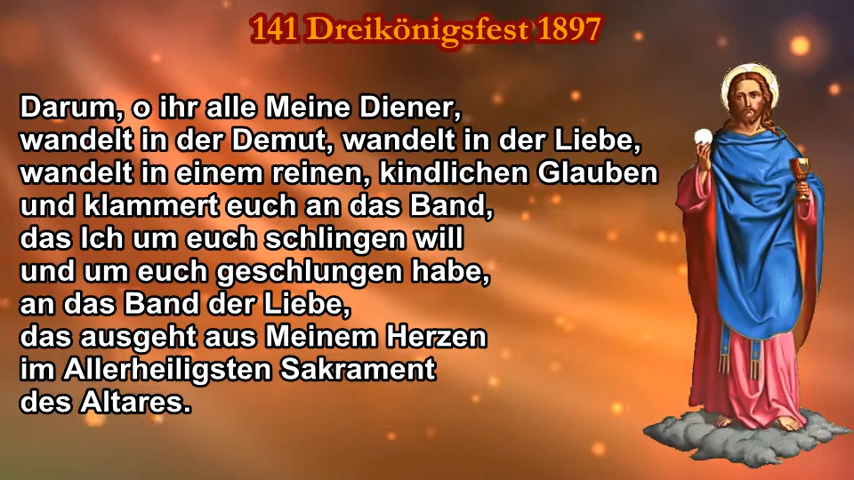 141 Dreikönigsfest 1897
Darum, o ihr alle Meine Diener,
wandelt in der Demut, wandelt in der Liebe,
wandelt in einem reinen, kindlichen Glauben
und klammert euch an das Band,
das Ich um euch schlingen will
und um euch geschlungen habe,
an das Band der Liebe,
das ausgeht aus Meinem Herzen
im Allerheiligsten Sakrament
des Altares.